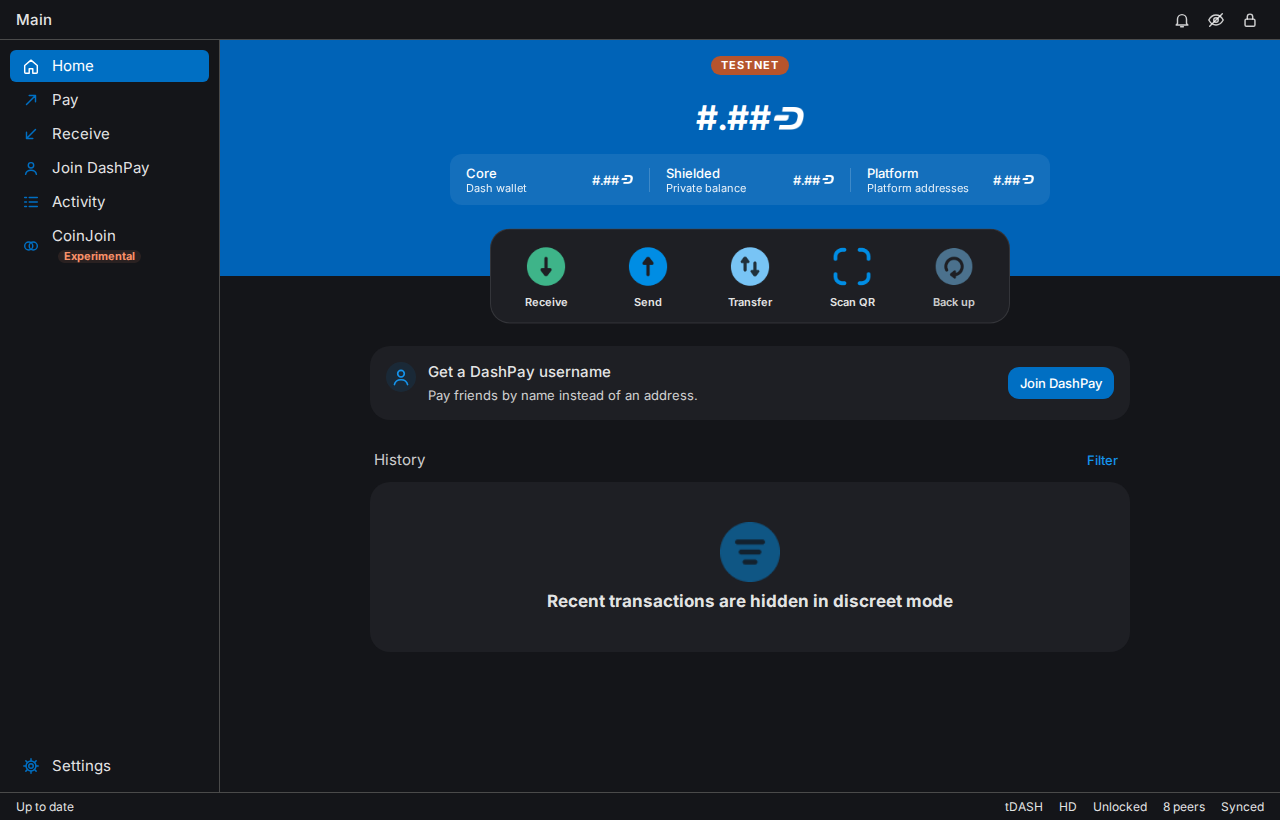 Main
Home
Pay
Receive
Join DashPay
Activity
CoinJoin
Experimental
Settings
TESTNET
#.##
Core
Dash wallet
#.##
Shielded
Private balance
#.##
Platform
Platform addresses
#.##
Receive
Send
Transfer
Scan QR
Back up
Get a DashPay username
Pay friends by name instead of an address.
Join DashPay
History
Filter
Recent transactions are hidden in discreet mode
Up to date
tDASH
HD
Unlocked
8 peers
Synced